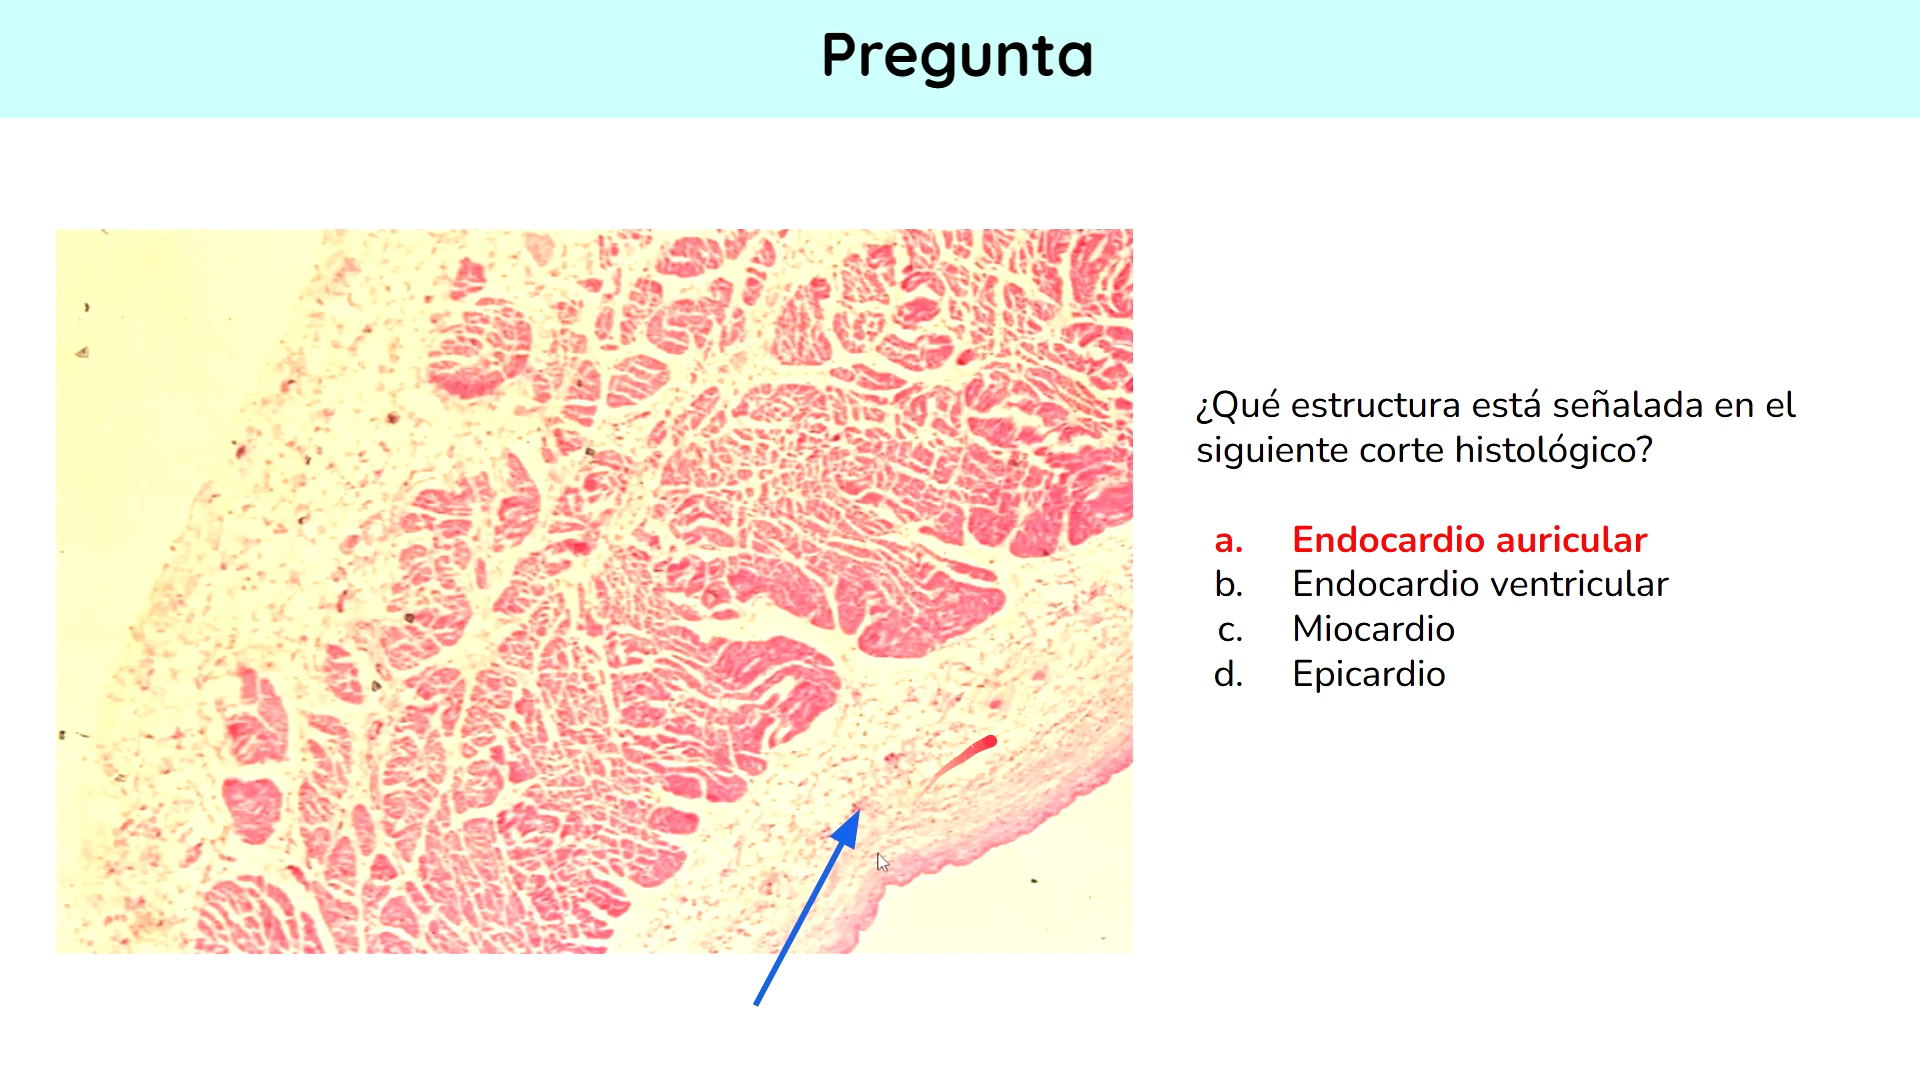 Pregunta
¿Qué estructura está señalada en el
siguiente corte histológico?
a. Endocardio auricular
b. Endocardio ventricular
c. Miocardio
d. Epicardio